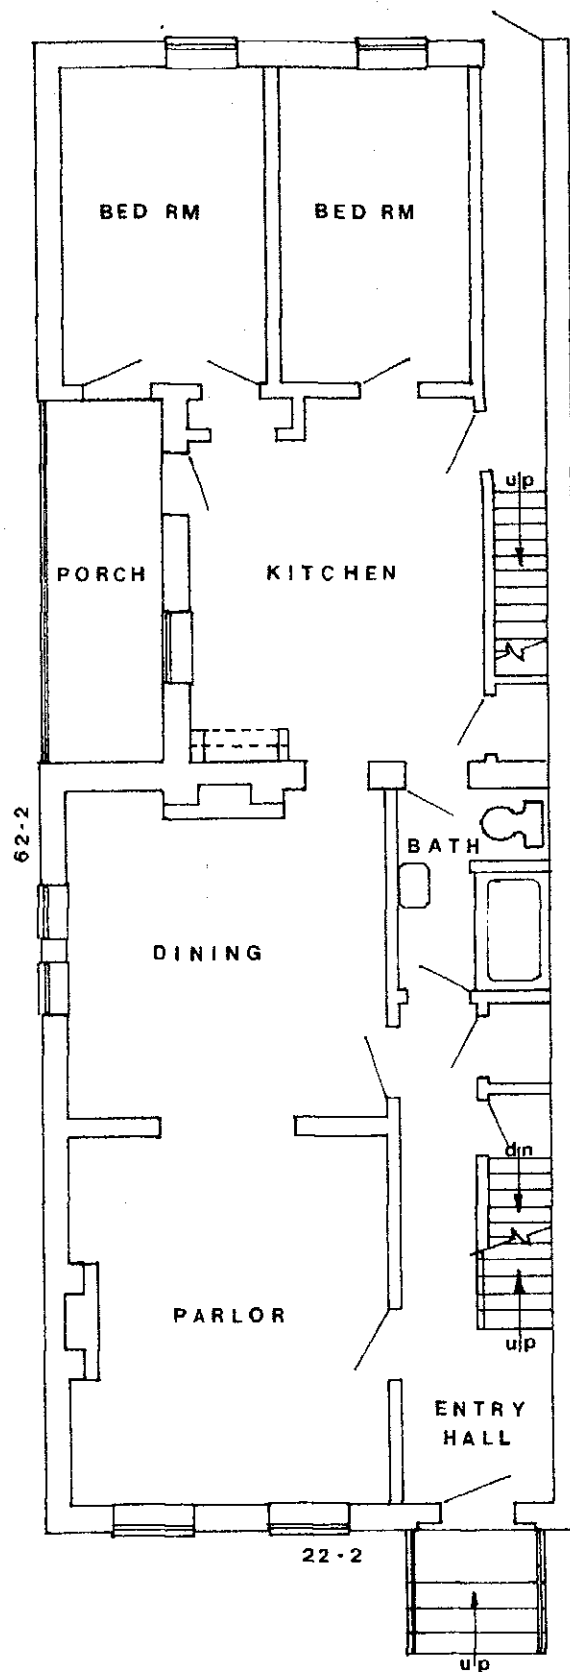 BED RM
BED RM
up
PORCH
KITCHEN
62-2
BATH
DINING
dn
PARLOR
up
ENTRY
HALL
22-2
up